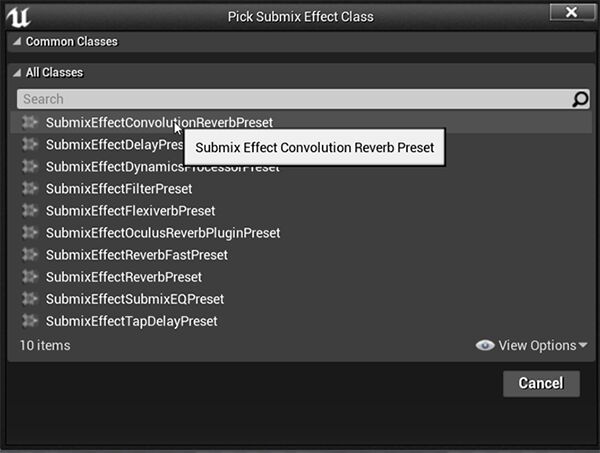 Pick Submix Effect Class
Common Classes
All Classes
Search
SubmixEffectConvolutionReverbPreset
SubmixEffectDelayPres
Submix Effect Convolution Reverb Preset
SubmixEffectDynamicsProcessorPreset
SubmixEffectFilterPreset
SubmixEffectFlexiverbPreset
SubmixEffectOculusReverbPluginPreset
SubmixEffectReverbFastPreset
SubmixEffectReverbPreset
SubmixEffectSubmixEQPreset
SubmixEffectTapDelayPreset
10 items View Options
Cancel